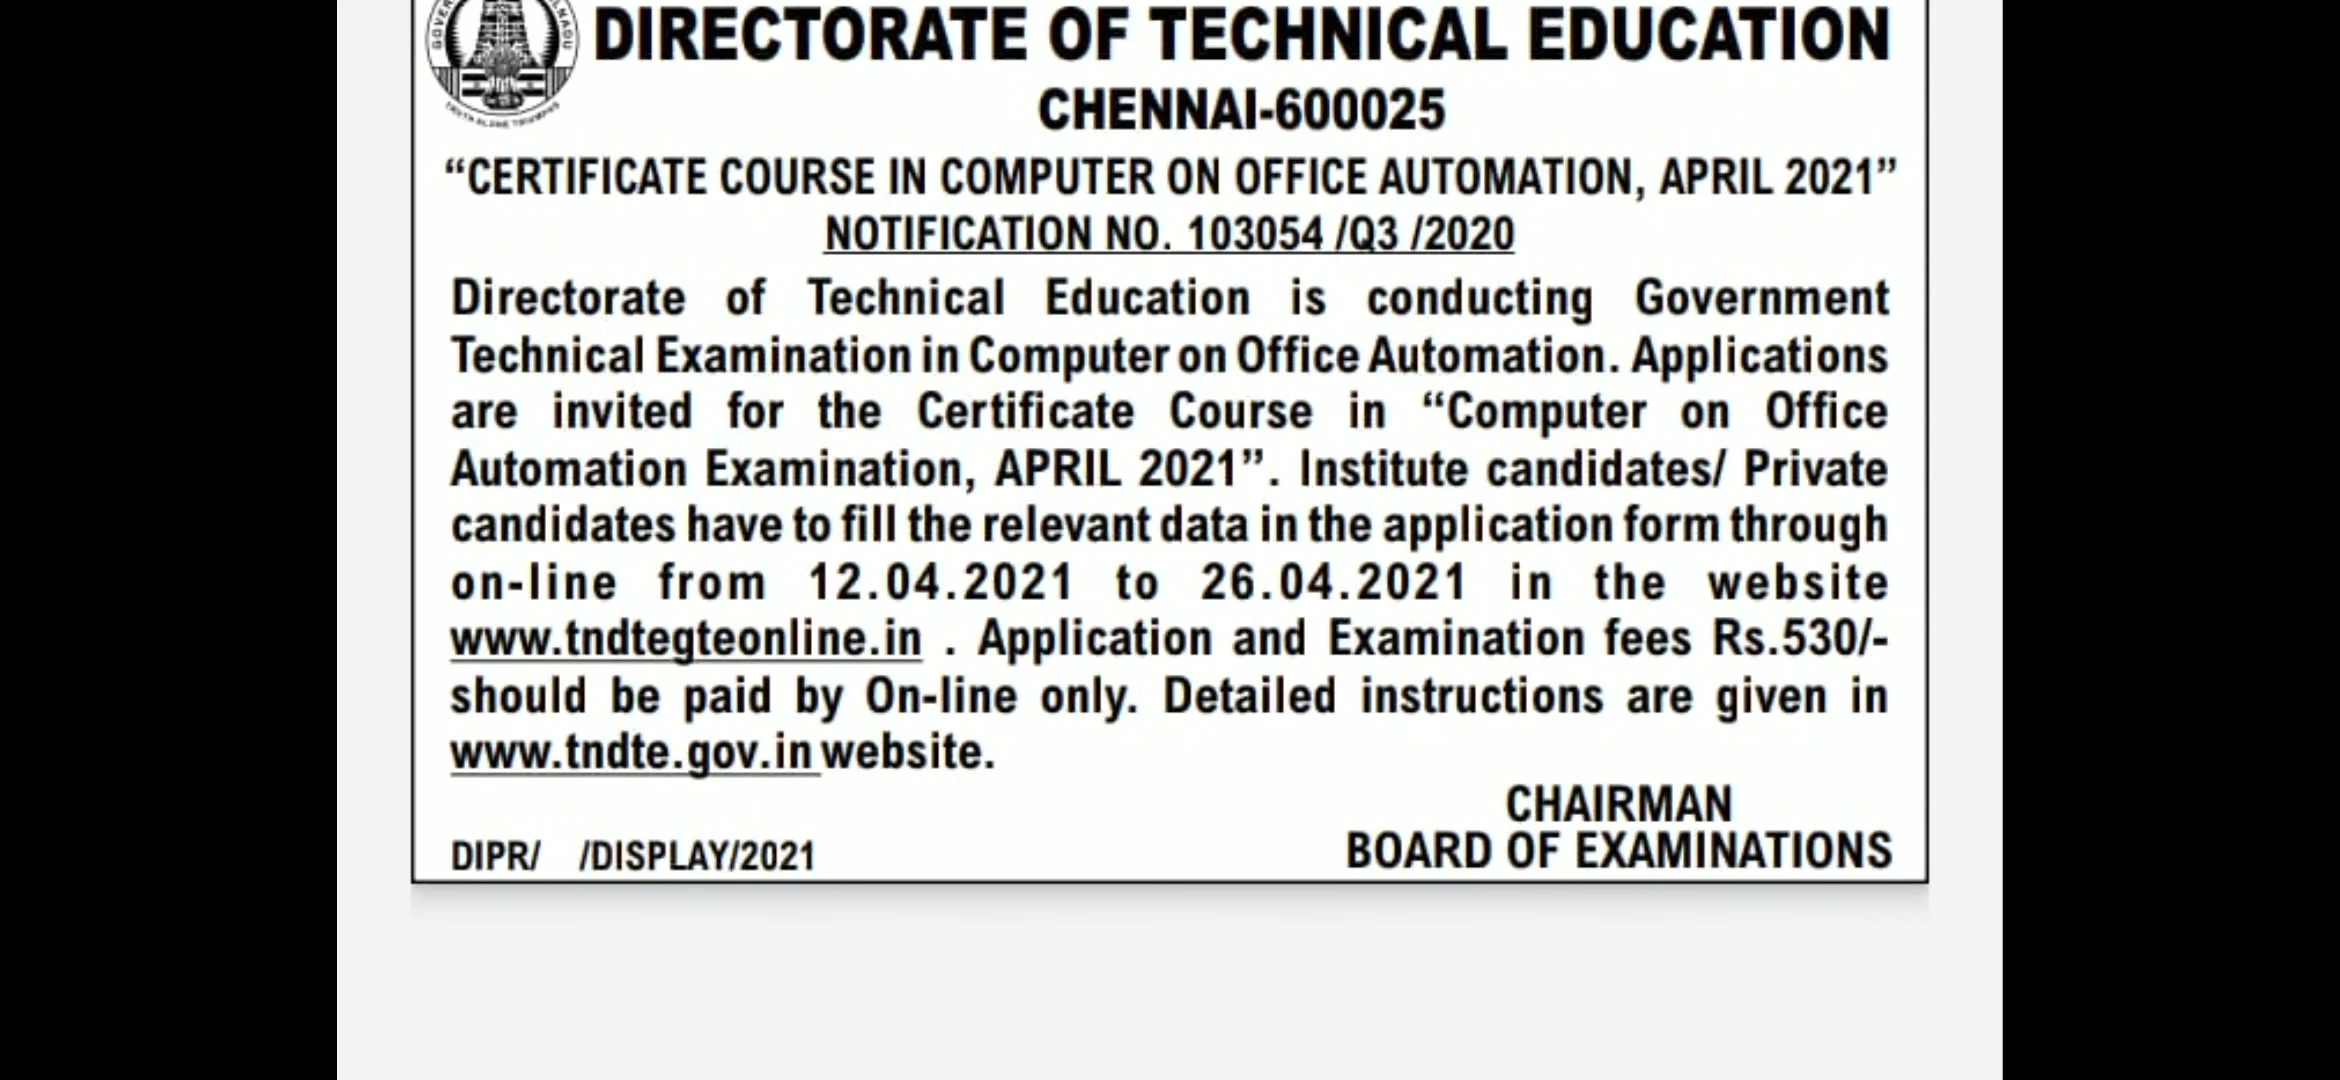 DIRECTORATE OF TECHNICAL EDUCATION
CHENNAI-600025
“CERTIFICATE COURSE IN COMPUTER ON OFFICE AUTOMATION, APRIL 2021”
NOTIFICATION NO. 103054 /Q3 /2020
Directorate of Technical Education is conducting Government
Technical Examination in Computer on Office Automation. Applications
are invited for the Certificate Course in “Computer on Office
Automation Examination, APRIL 2021”. Institute candidates/ Private
candidates have to fill the relevant data in the application form through
on-line from 12.04.2021 to 26.04.2021 in the website
www.tndtegteonline.in . Application and Examination fees Rs.530/-
should be paid by On-line only. Detailed instructions are given in
www.tndte.gov.in website.
CHAIRMAN
BOARD OF EXAMINATIONS
DIPR/ /DISPLAY/2021